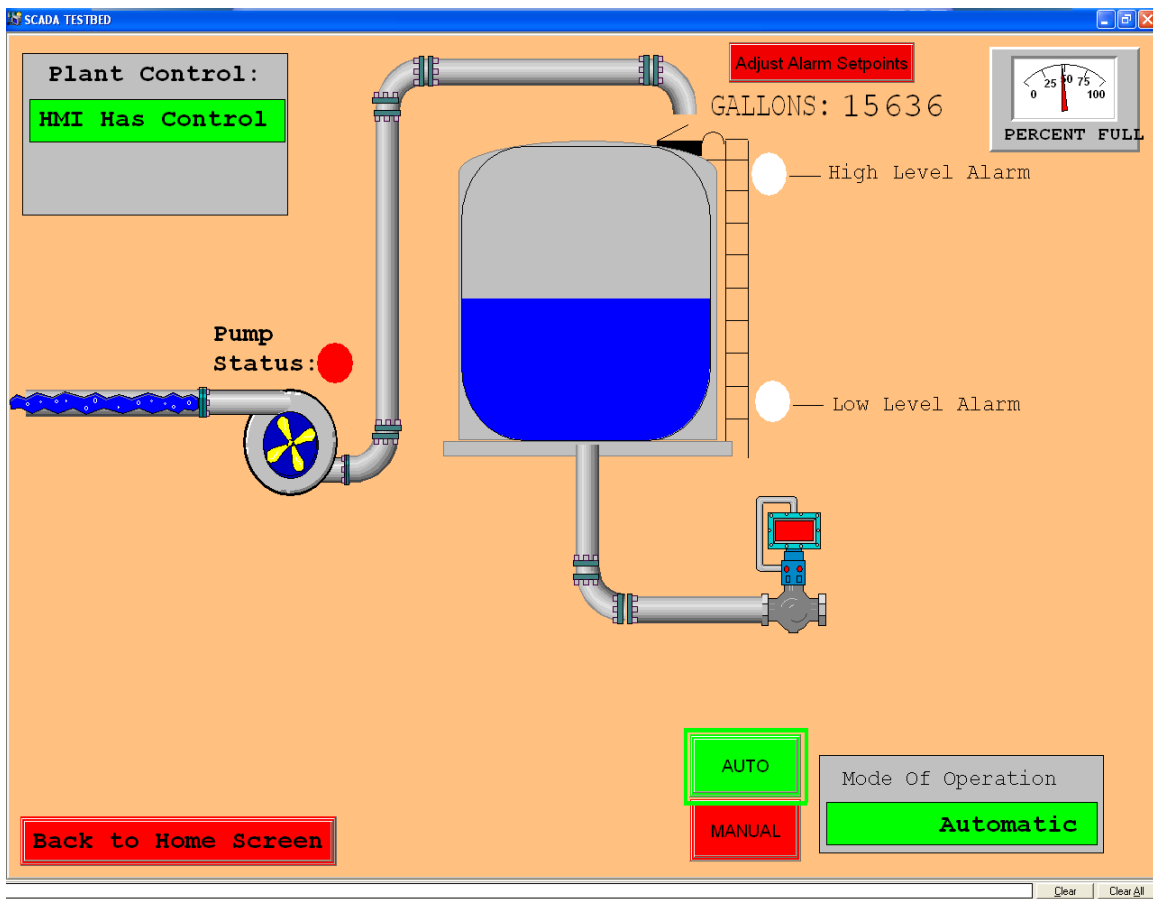 SCADA TESTBED
Plant Control:
HMI Has Control
Adjust Alarm Setpoints
GALLONS: 15636
0 25 50 75 100
PERCENT FULL
High Level Alarm
Pump
Status:
Low Level Alarm
AUTO
MANUAL
Mode Of Operation
Automatic
Back to Home Screen
Clear
Clear All